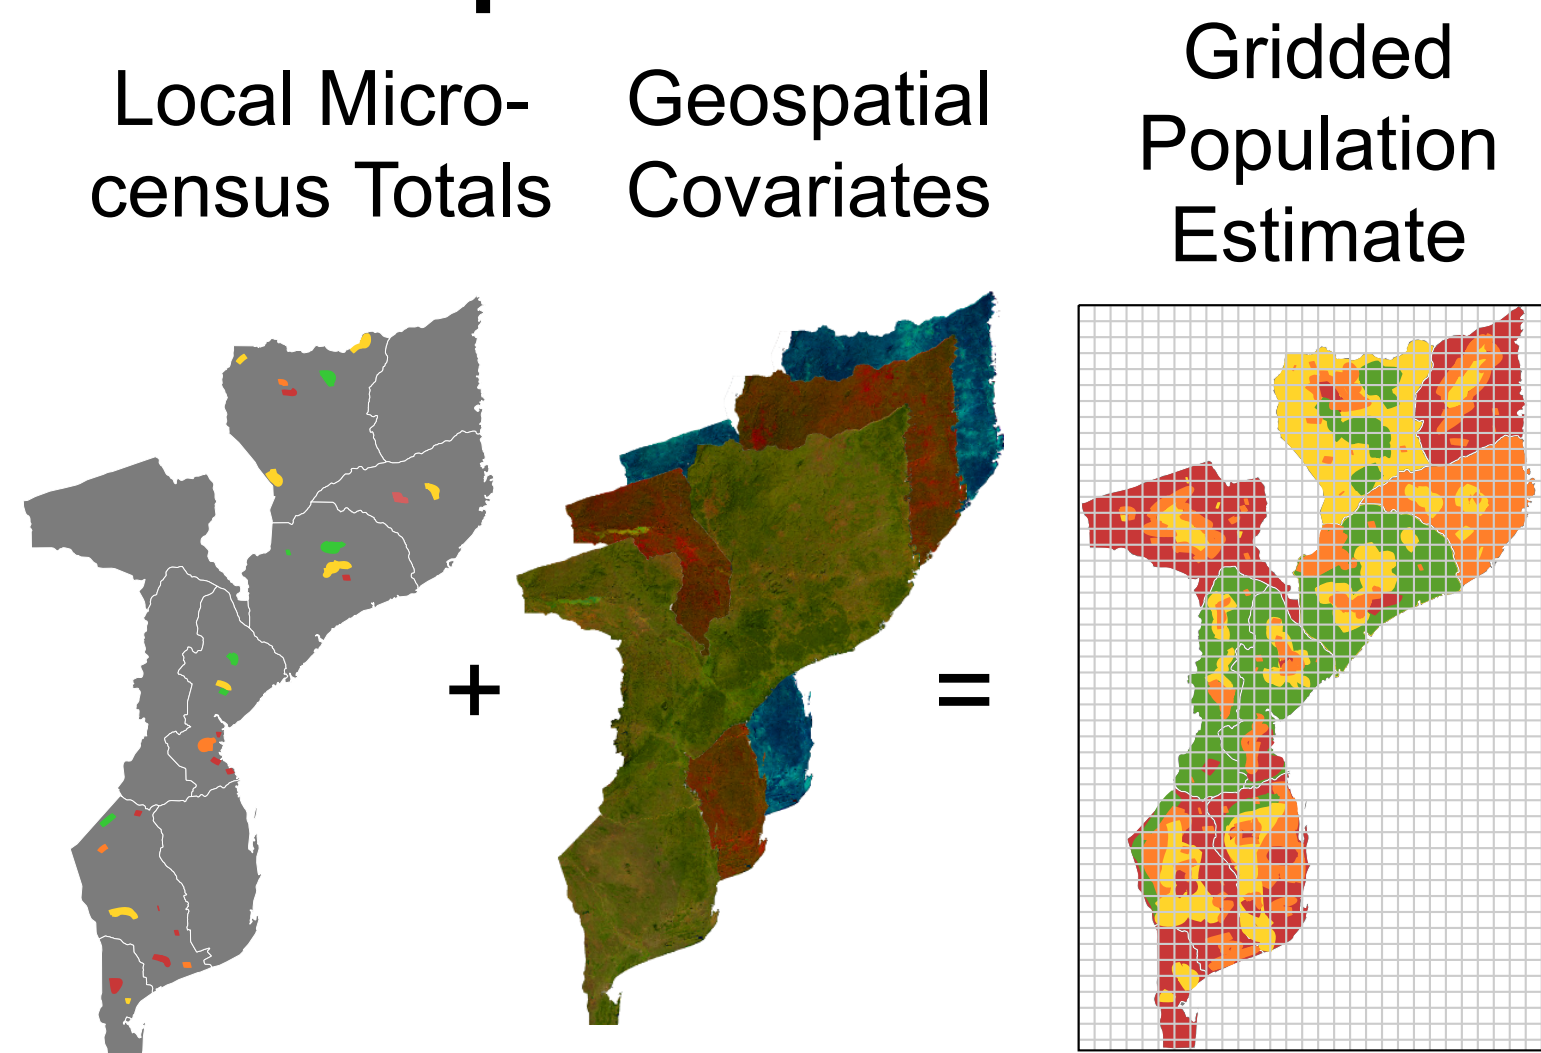 Local Micro-
census Totals
Geospatial
Covariates
Gridded
Population
Estimate
+
=